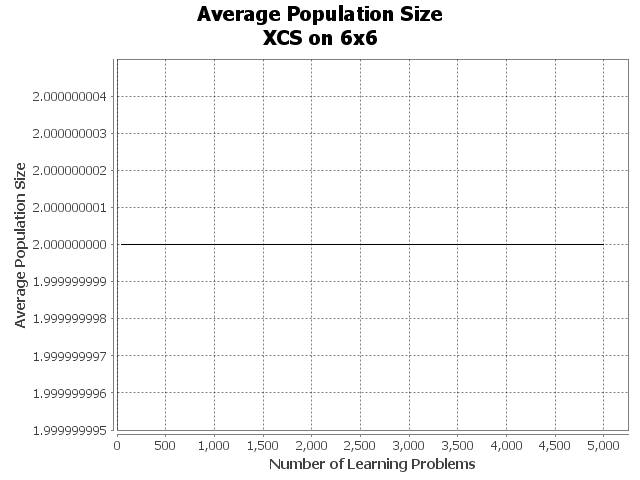 Average Population Size
XCS on 6x6
2.000000004
2.000000003
2.000000002
2.000000001
2.000000000
1.999999999
1.999999998
1.999999997
1.999999996
1.999999995
Average Population Size
0 500 1,000 1,500 2,000 2,500 3,000 3,500 4,000 4,500 5,000
Number of Learning Problems